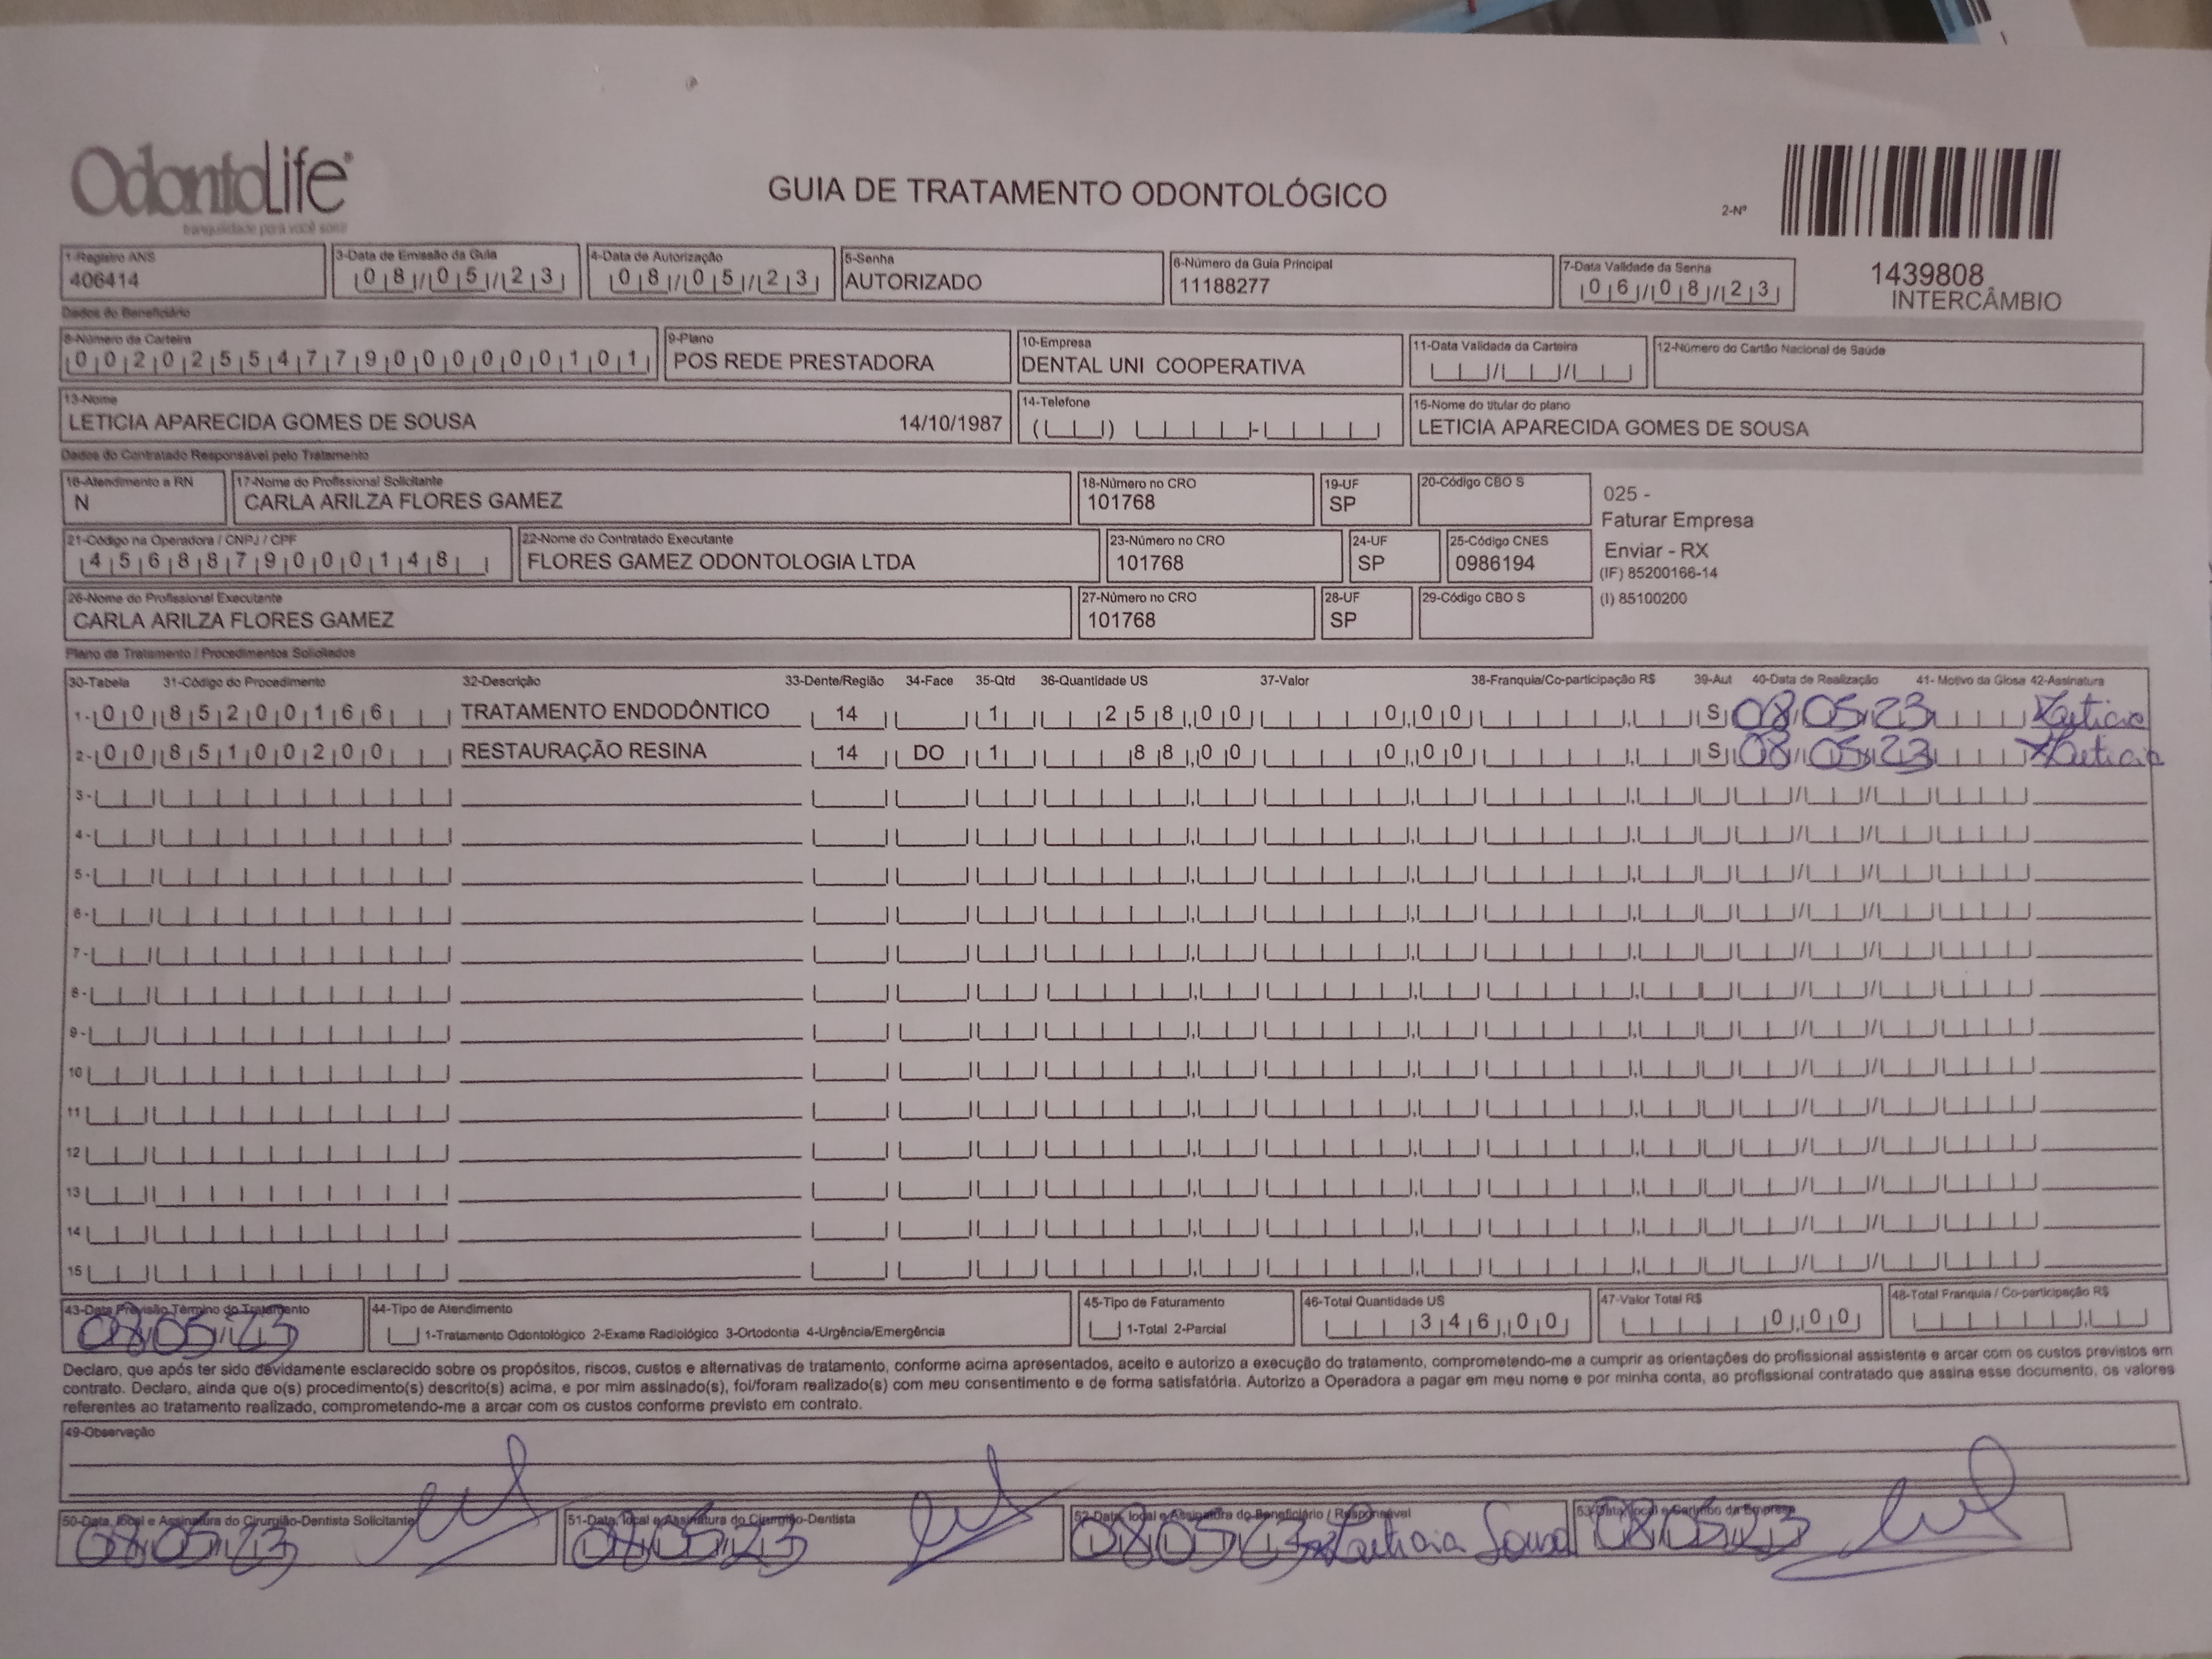 OdontoLife®
tranquilidade para você sorrir
GUIA DE TRATAMENTO ODONTOLÓGICO
2-Nº
1439808
INTERCÂMBIO
1-Registro ANS
406414
3-Data de Emissão da Guia
08/05/23
4-Data de Autorização
08/05/23
5-Senha
AUTORIZADO
6-Número da Guia Principal
11188277
7-Data Validade da Senha
06/08/23
Dados do Beneficiário
8-Número da Carteira
00202554779000000101
9-Plano
POS REDE PRESTADORA
10-Empresa
DENTAL UNI COOPERATIVA
11-Data Validade da Carteira
12-Número do Cartão Nacional de Saúde
13-Nome
LETICIA APARECIDA GOMES DE SOUSA 14/10/1987
14-Telefone
15-Nome do titular do plano
LETICIA APARECIDA GOMES DE SOUSA
Dados do Contratado Responsável pelo Tratamento
16-Atendimento a RN
N
17-Nome do Profissional Solicitante
CARLA ARILZA FLORES GAMEZ
18-Número no CRO
101768
19-UF
SP
20-Código CBO S
025 -
Faturar Empresa
Enviar - RX
(IF) 85200166-14
(I) 85100200
21-Código na Operadora / CNPJ / CPF
4568879000148
22-Nome do Contratado Executante
FLORES GAMEZ ODONTOLOGIA LTDA
23-Número no CRO
101768
24-UF
SP
25-Código CNES
0986194
26-Nome do Profissional Executante
CARLA ARILZA FLORES GAMEZ
27-Número no CRO
101768
28-UF
SP
29-Código CBO S
Plano de Tratamento / Procedimentos Solicitados
30-Tabela 31-Código do Procedimento 32-Descrição 33-Dente/Região 34-Face 35-Qtd 36-Quantidade US 37-Valor 38-Franquia/Co-participação R$ 39-Aut 40-Data de Realização 41- Motivo da Glosa 42-Assinatura
1- 00 85200166 TRATAMENTO ENDODÔNTICO 14 1 258,00 0,00 S 08/05/23 Leticia
2- 00 85100200 RESTAURAÇÃO RESINA 14 DO 1 88,00 0,00 S 08/05/23 Leticia
3-
4-
5-
6-
7-
8-
9-
10
11
12
13
14
15
43-Data Previsão Término do Tratamento
08/05/23
44-Tipo de Atendimento
1-Tratamento Odontológico 2-Exame Radiológico 3-Ortodontia 4-Urgência/Emergência
45-Tipo de Faturamento
1-Total 2-Parcial
46-Total Quantidade US
346,00
47-Valor Total R$
0,00
48-Total Franquia / Co-participação R$
Declaro, que após ter sido devidamente esclarecido sobre os propósitos, riscos, custos e alternativas de tratamento, conforme acima apresentados, aceito e autorizo a execução do tratamento, comprometendo-me a cumprir as orientações do profissional assistente e arcar com os custos previstos em
contrato. Declaro, ainda que o(s) procedimento(s) descrito(s) acima, e por mim assinado(s), foi/foram realizado(s) com meu consentimento e de forma satisfatória. Autorizo a Operadora a pagar em meu nome e por minha conta, ao profissional contratado que assina esse documento, os valores
referentes ao tratamento realizado, comprometendo-me a arcar com os custos conforme previsto em contrato.
49-Observação
50-Data, local e Assinatura do Cirurgião-Dentista Solicitante
08/05/23
51-Data, local e Assinatura do Cirurgião-Dentista
08/05/23
52-Data, local e Assinatura do Beneficiário / Responsável
08/05/23 Leticia Sousa
53-Data, local e Carimbo da Empresa
08/05/23